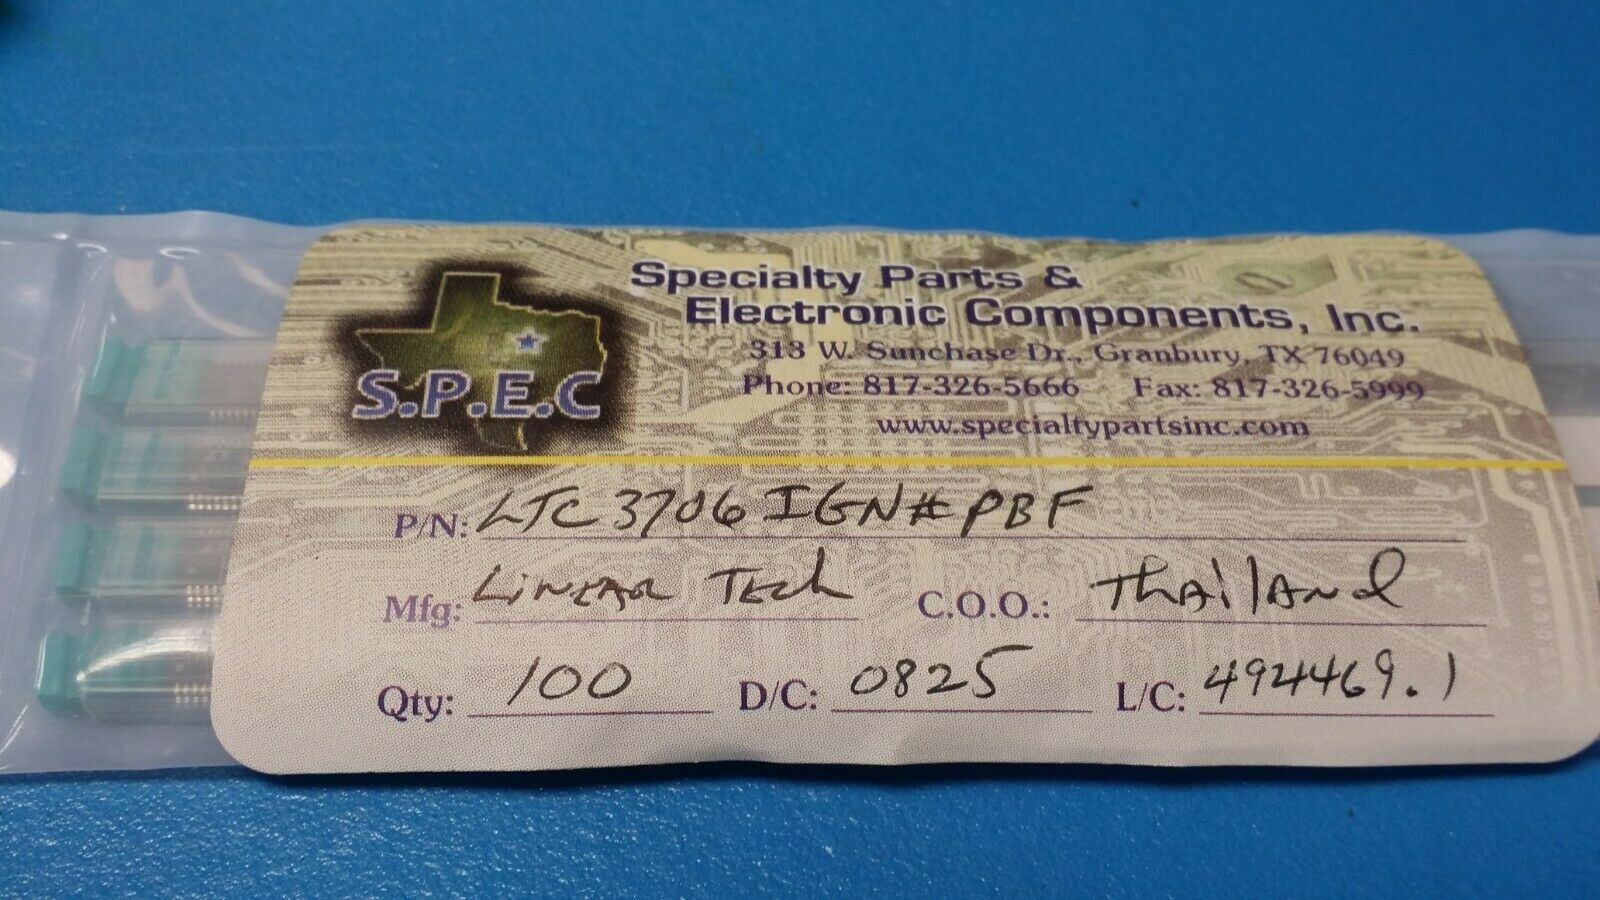 S.P.E.C
Specialty Parts &
Electronic Components, Inc.
313 W. Sunchase Dr., Granbury, TX 76049
Phone: 817-326-5666 Fax: 817-326-5999
www.specialtypartsinc.com
P/N: LTC3706IGN#PBF
Mfg: Linear Tech C.O.O.: Thailand
Qty: 100 D/C: 0825 L/C: 494469.1